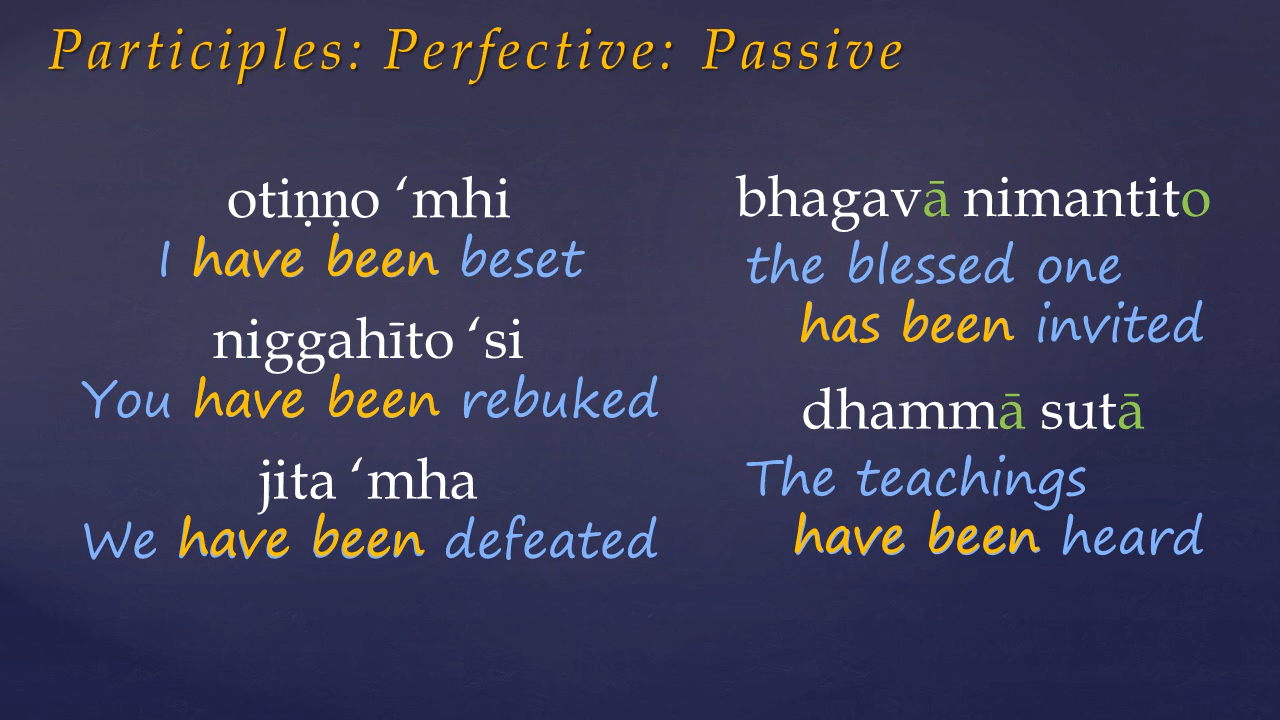 Participles: Perfective: Passive
otiṇṇo ‘mhi
I have been beset
niggahīto ‘si
You have been rebuked
jita ‘mha
We have been defeated
bhagavā nimantito
the blessed one
has been invited
dhammā sutā
The teachings
have been heard